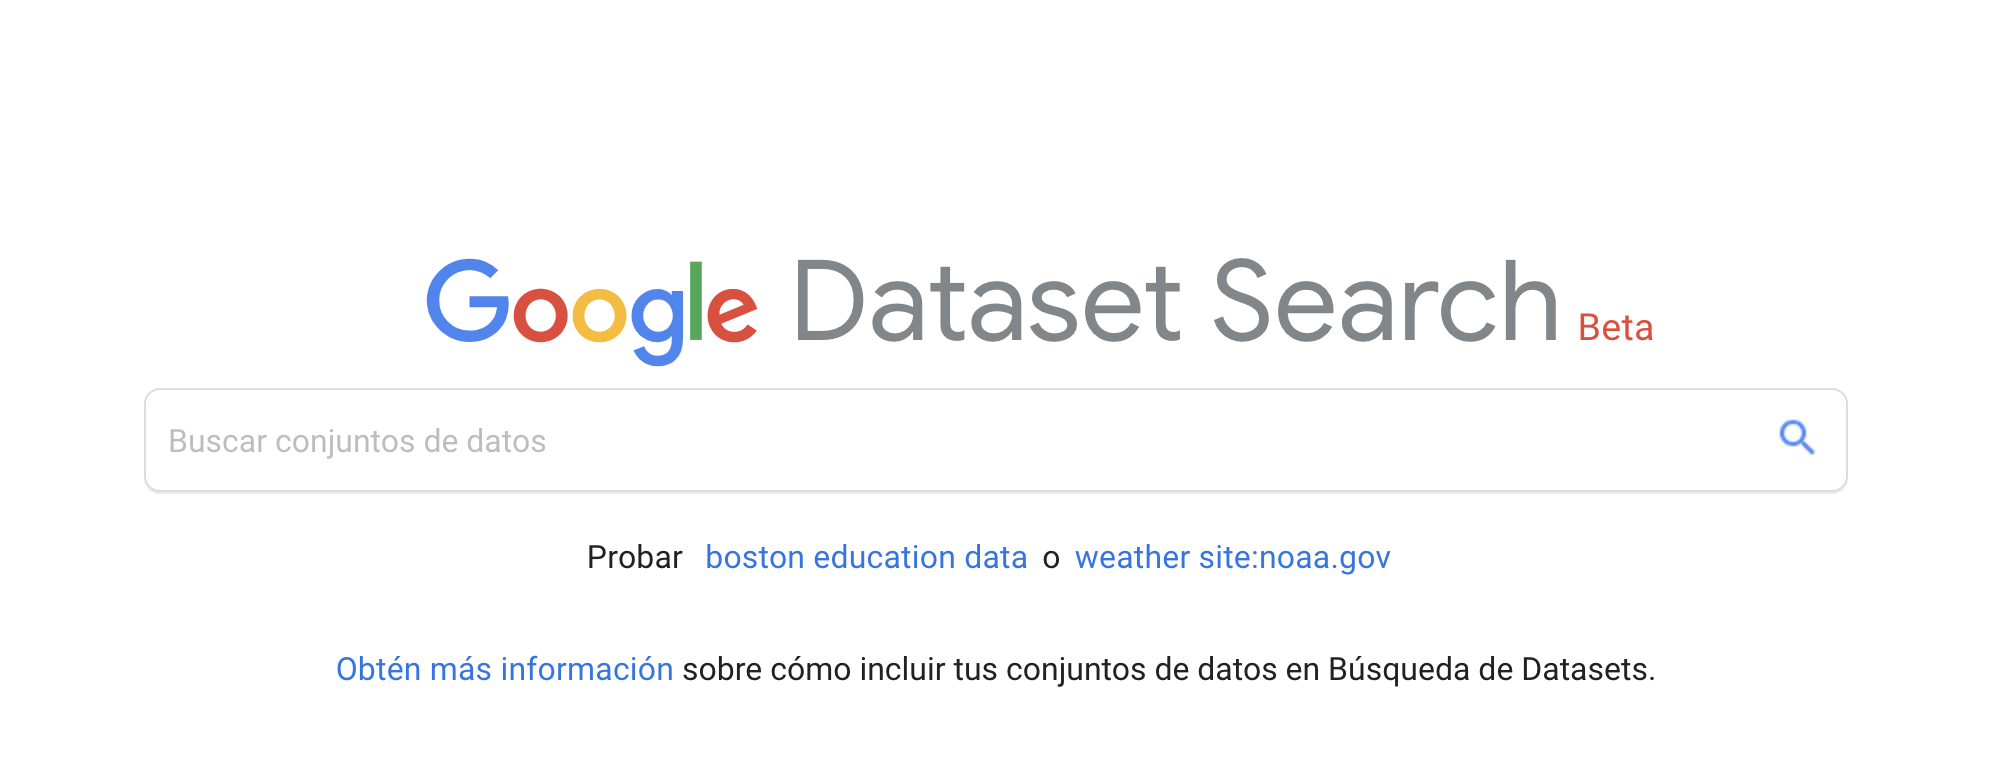 Google Dataset Search Beta
Buscar conjuntos de datos
Probar boston education data o weather site:noaa.gov
Obtén más información sobre cómo incluir tus conjuntos de datos en Búsqueda de Datasets.